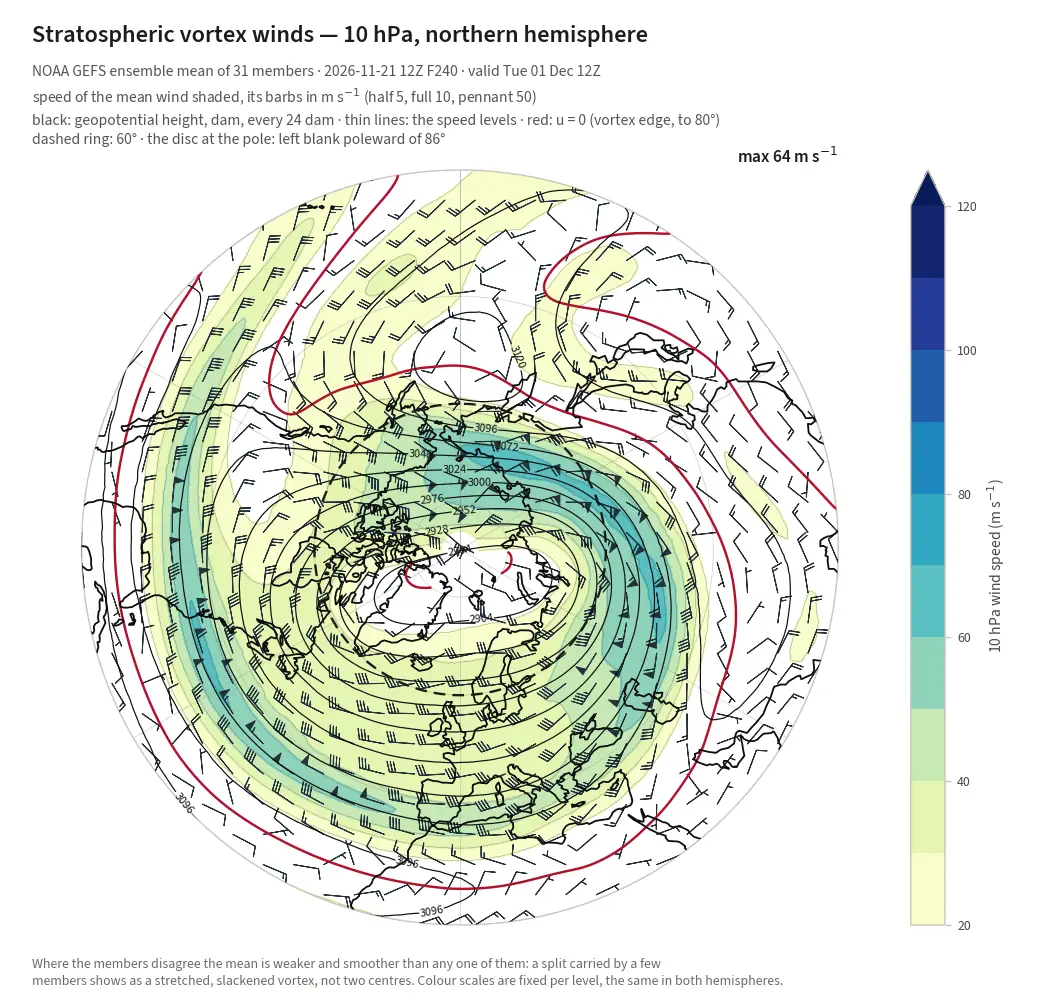 Stratospheric vortex winds — 10 hPa, northern hemisphere
NOAA GEFS ensemble mean of 31 members · 2026-11-21 12Z F240 · valid Tue 01 Dec 12Z
speed of the mean wind shaded, its barbs in m s⁻¹ (half 5, full 10, pennant 50)
black: geopotential height, dam, every 24 dam · thin lines: the speed levels · red: u = 0 (vortex edge, to 80°)
dashed ring: 60° · the disc at the pole: left blank poleward of 86°
max 64 m s⁻¹
120
100
80
60
40
20
10 hPa wind speed (m s⁻¹)
3120
3096
3072
3048
3024
3000
2976
2952
2928
2904
3096
3096
3096
Where the members disagree the mean is weaker and smoother than any one of them: a split carried by a few
members shows as a stretched, slackened vortex, not two centres. Colour scales are fixed per level, the same in both hemispheres.